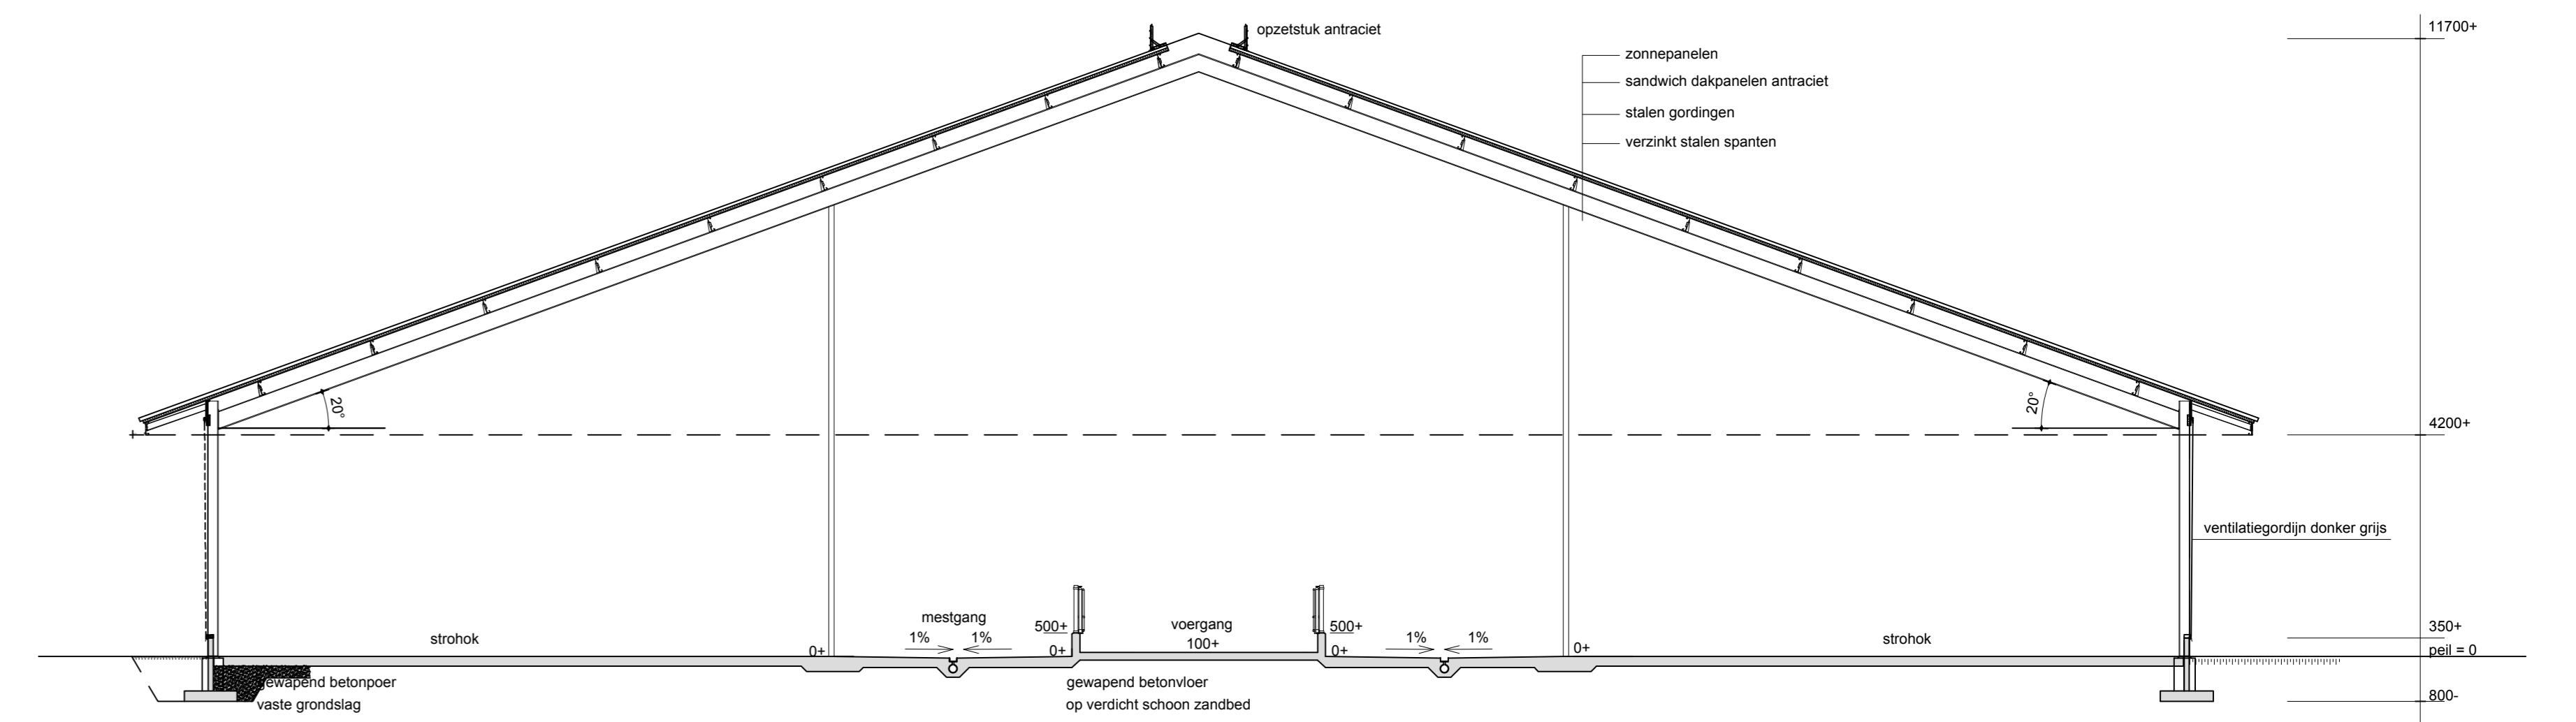 opzetstuk antraciet
11700+
zonnepanelen
sandwich dakpanelen antraciet
stalen gordingen
verzinkt stalen spanten
20°
20°
4200+
ventilatiegordijn donker grijs
strohok
0+
mestgang
1%
1%
500+
0+
voergang
100+
500+
0+
1%
1%
0+
strohok
350+
peil = 0
gewapend betonpoer
vaste grondslag
gewapend betonvloer
op verdicht schoon zandbed
800-